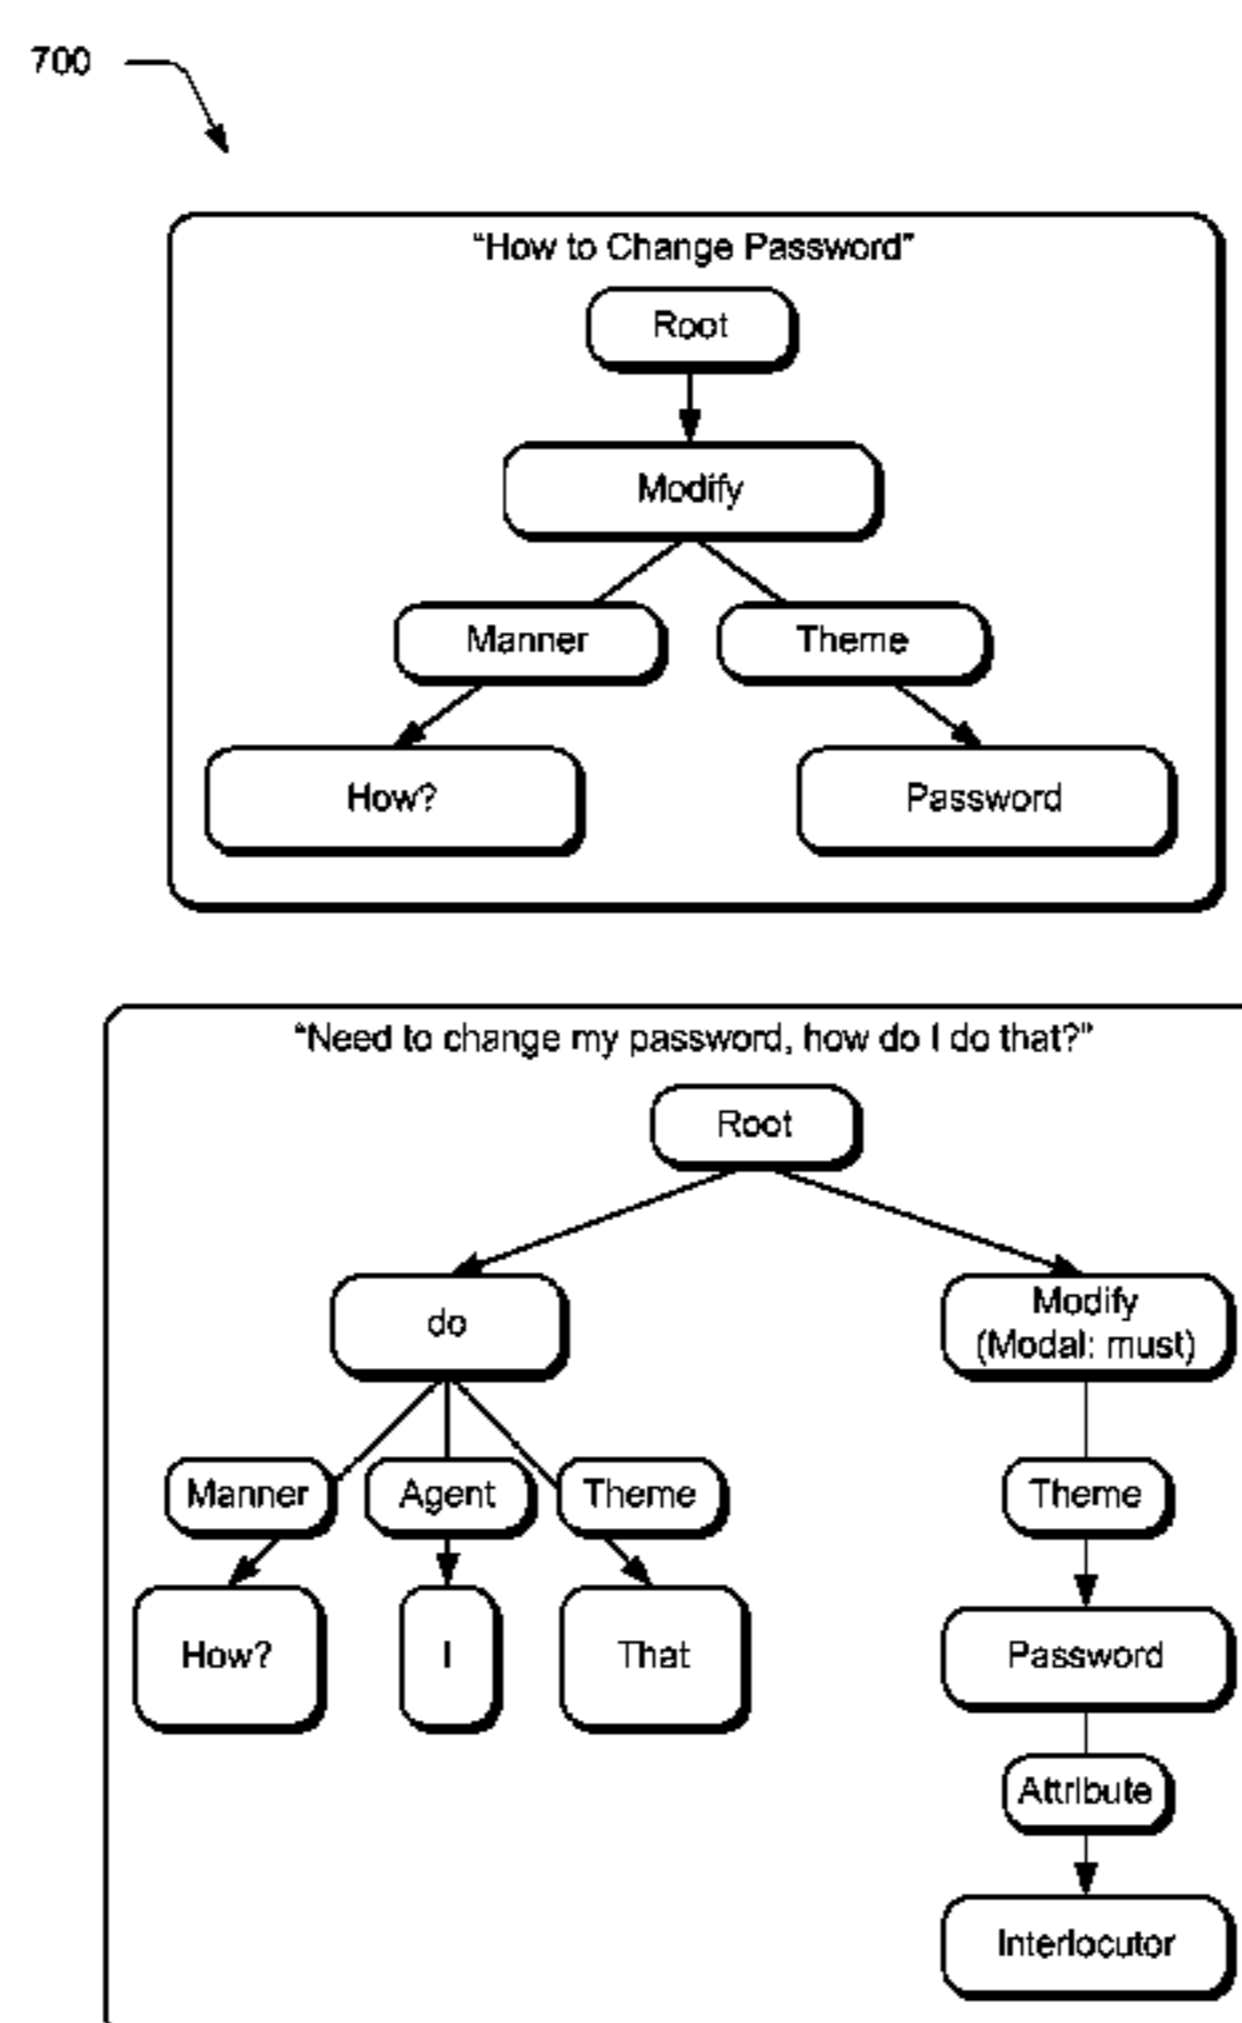 700
“How to Change Password”
Root
Modify
Manner
Theme
How?
Password
“Need to change my password, how do I do that?”
Root
do
Modify
(Modal: must)
Manner
Agent
Theme
Theme
How?
I
That
Password
Attribute
Interlocutor